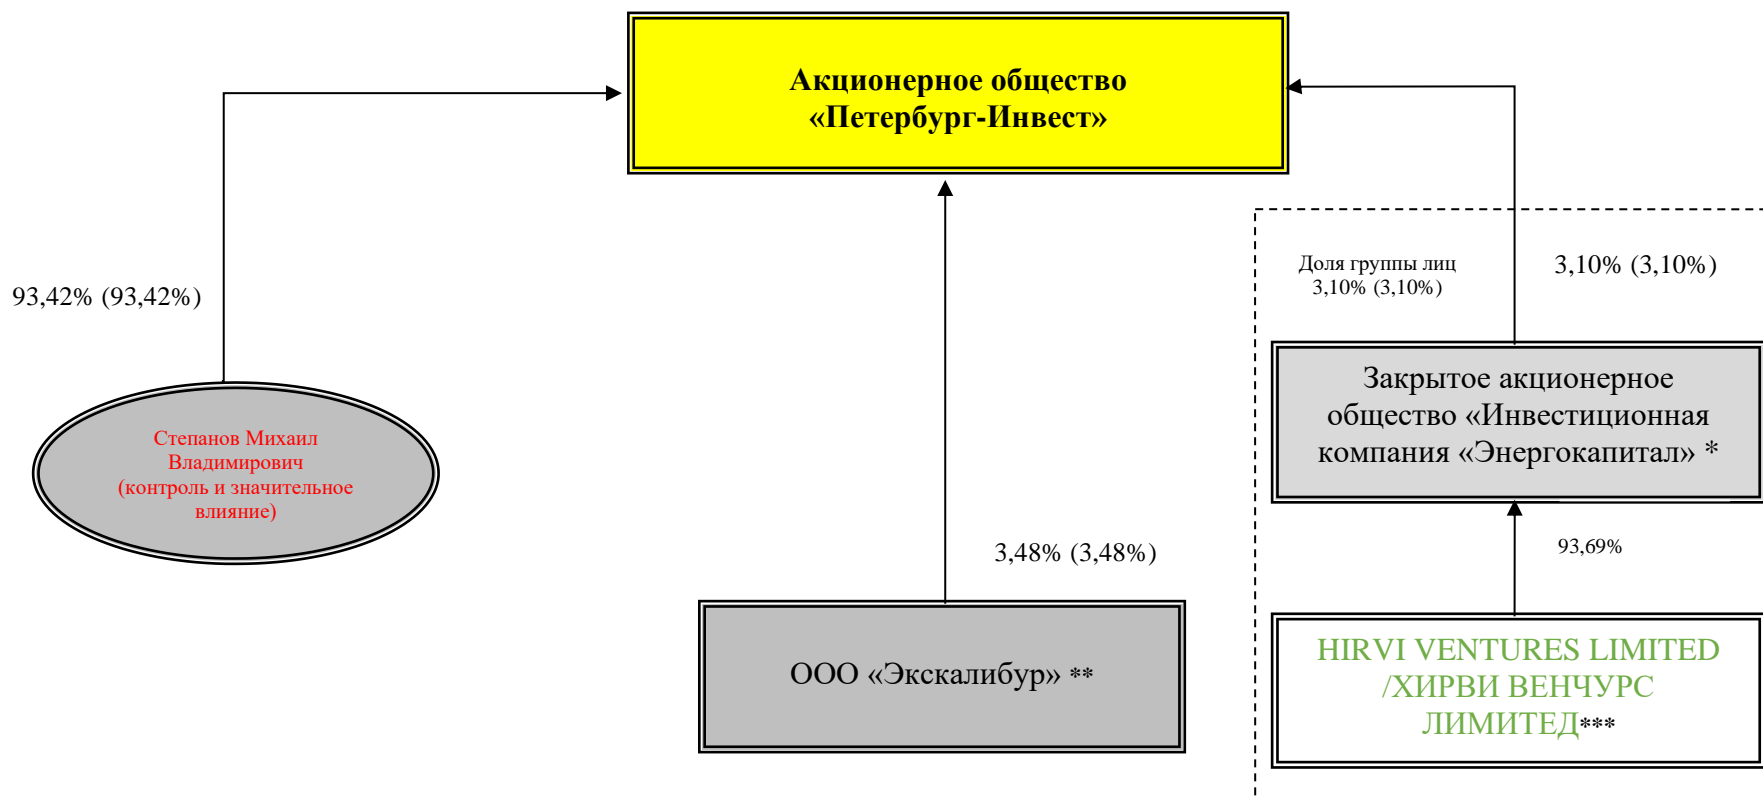 Акционерное общество
«Петербург-Инвест»
93,42% (93,42%)
Доля группы лиц
3,10% (3,10%)
3,10% (3,10%)
Степанов Михаил
Владимирович
(контроль и значительное
влияние)
Закрытое акционерное
общество «Инвестиционная
компания «Энергокапитал» *
3,48% (3,48%)
93,69%
ООО «Экскалибур» **
HIRVI VENTURES LIMITED
/ХИРВИ ВЕНЧУРС
ЛИМИТЕД***